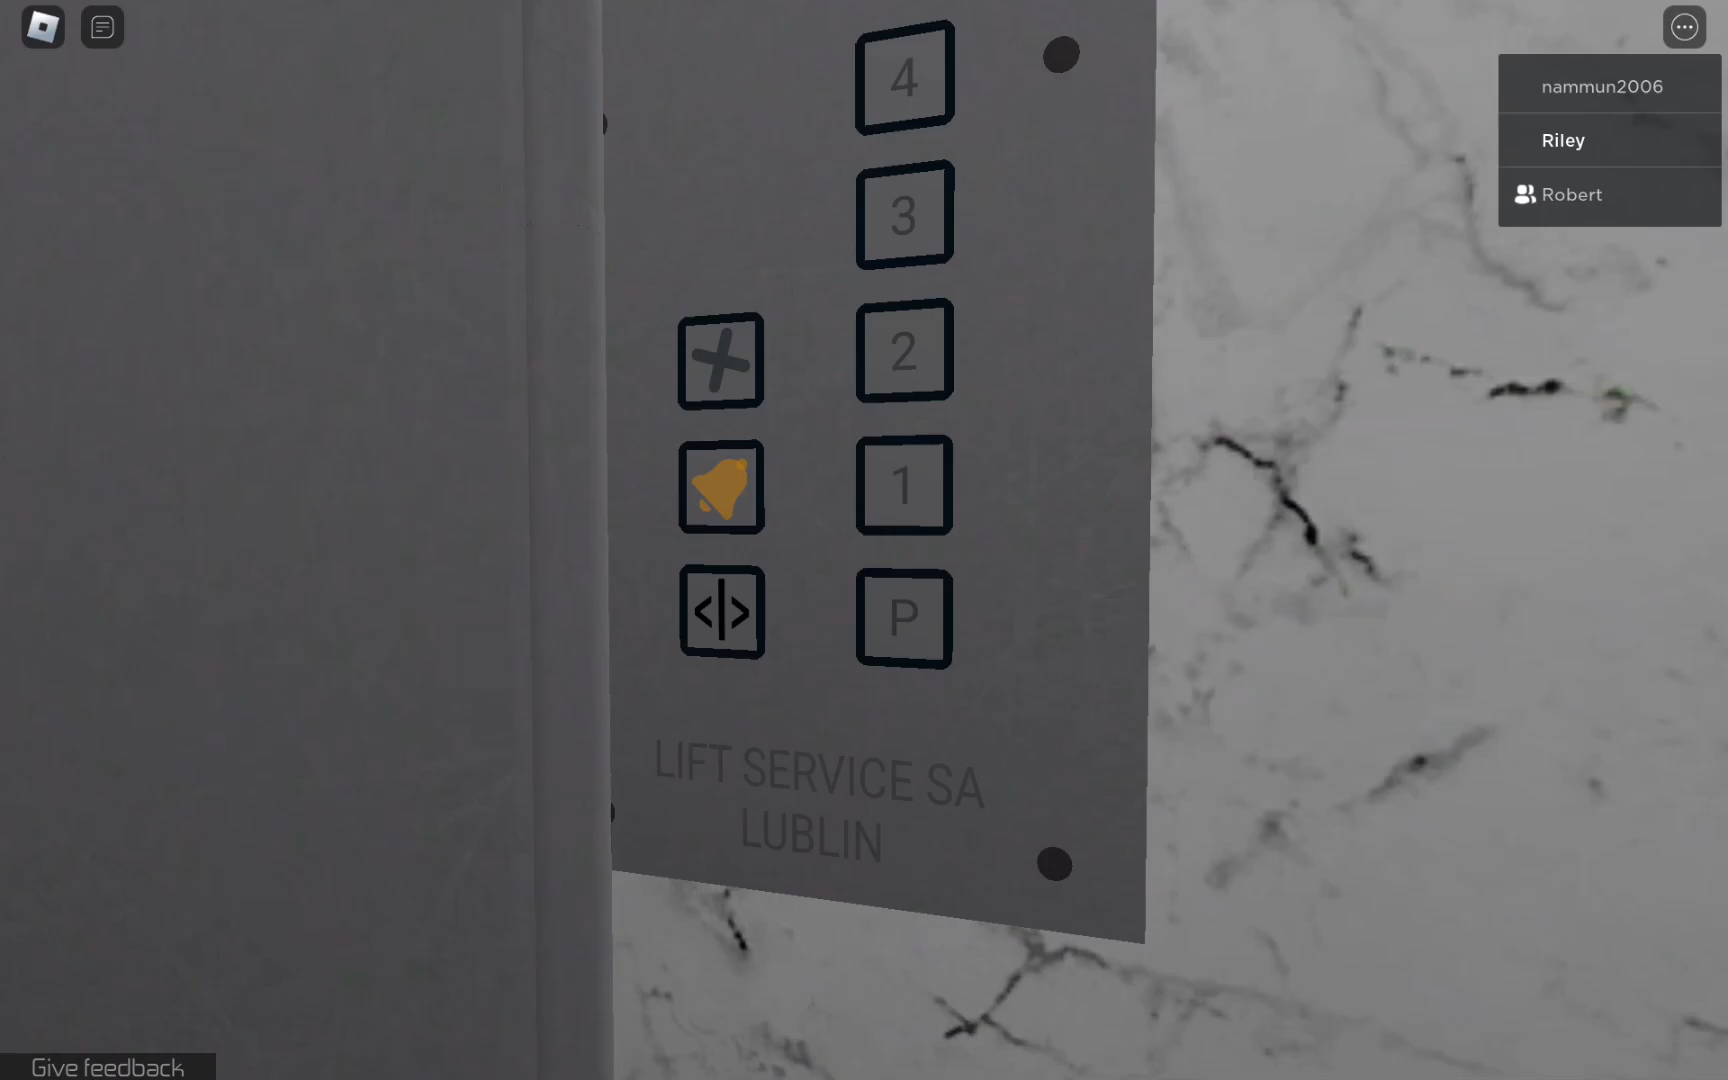 nammun2006
Riley
Robert
4
3
2
1
<|>
P
LIFT SERVICE SA
LUBLIN
Give feedback